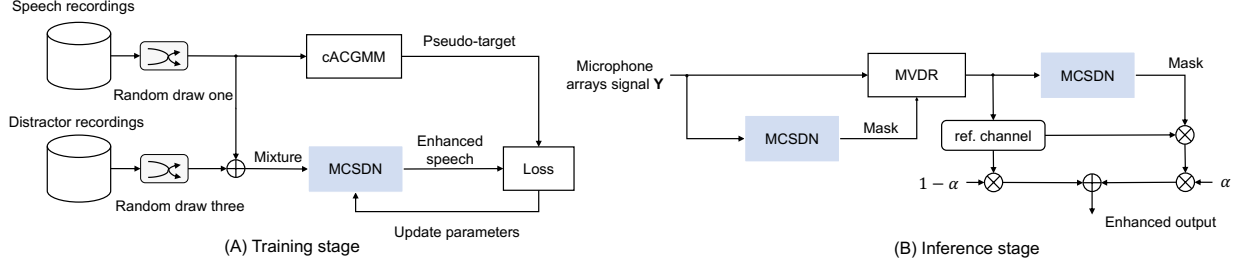 Speech recordings
Random draw one
cACGMM
Pseudo-target
Distractor recordings
Random draw three
Mixture
MCSDN
Enhanced
speech
Loss
Update parameters
(A) Training stage
Microphone
arrays signal Y
MCSDN
Mask
MVDR
MCSDN
Mask
ref. channel
1 − α
α
Enhanced output
(B) Inference stage